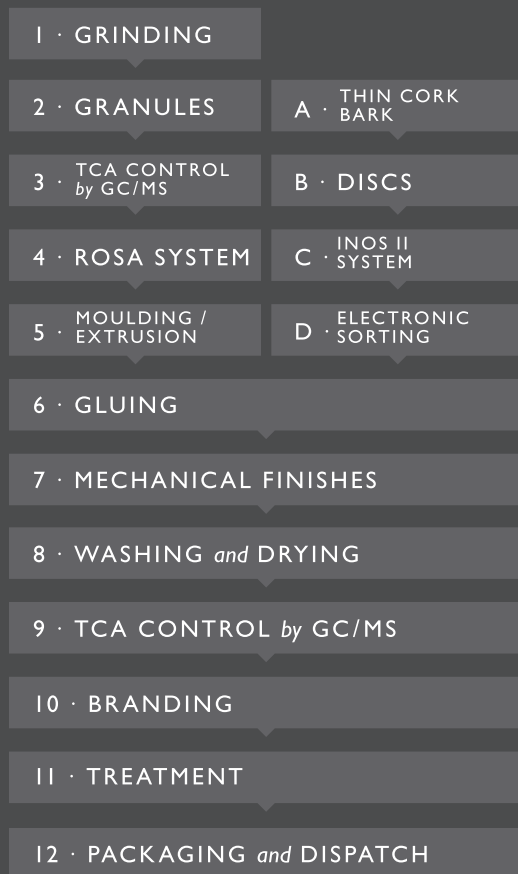 1 · GRINDING
2 · GRANULES
A · THIN CORK
BARK
3 · TCA CONTROL
by GC/MS
B · DISCS
4 · ROSA SYSTEM
C · INOS II
SYSTEM
5 · MOULDING /
EXTRUSION
D · ELECTRONIC
SORTING
6 · GLUING
7 · MECHANICAL FINISHES
8 · WASHING and DRYING
9 · TCA CONTROL by GC/MS
10 · BRANDING
11 · TREATMENT
12 · PACKAGING and DISPATCH